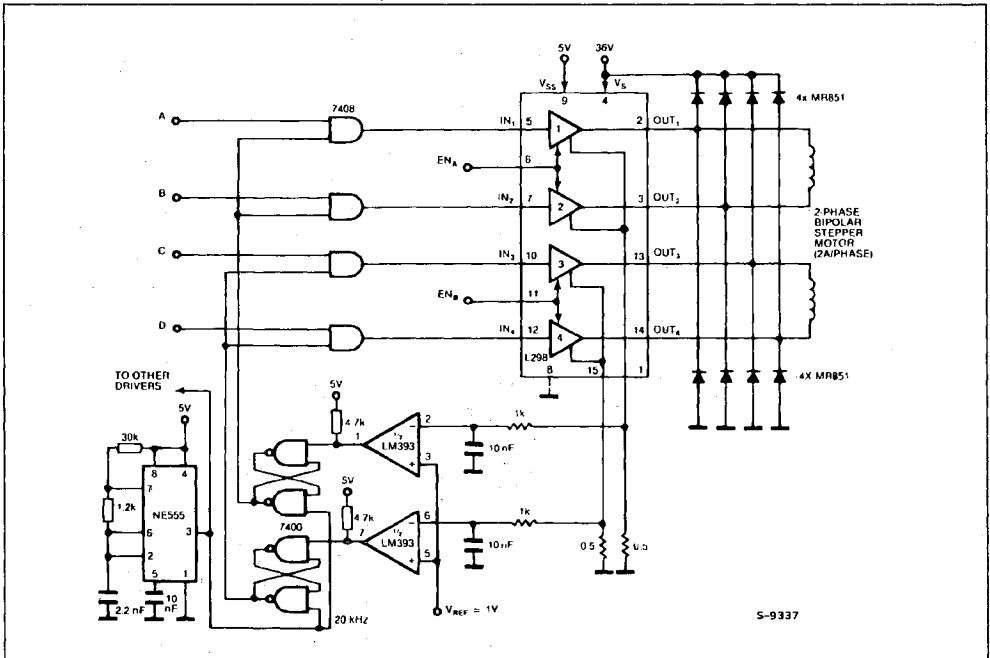 5V 36V
VSS VS
9 4
7408
4x MR851
A
IN1 5 1 2 OUT1
ENA 6
B
IN2 7 2 3 OUT2
2-PHASE
BIPOLAR
STEPPER
MOTOR
(2A/PHASE)
C
IN3 10 3 13 OUT3
ENB 11
D
IN4 12 4 14 OUT4
L298
8 15 1
4X MR851
TO OTHER
DRIVERS
5V
30k
8 4
7
1.2k
NE555
6 3
2
5 1
2.2 nF
10
nF
5V
4.7k
1 1/2
LM393
2 −
3 +
1k
10 nF
5V
4.7k
7 1/2
LM393
6 −
5 +
1k
10 nF
7400
0.5 0.5
20 kHz
VREF = 1V
S-9337